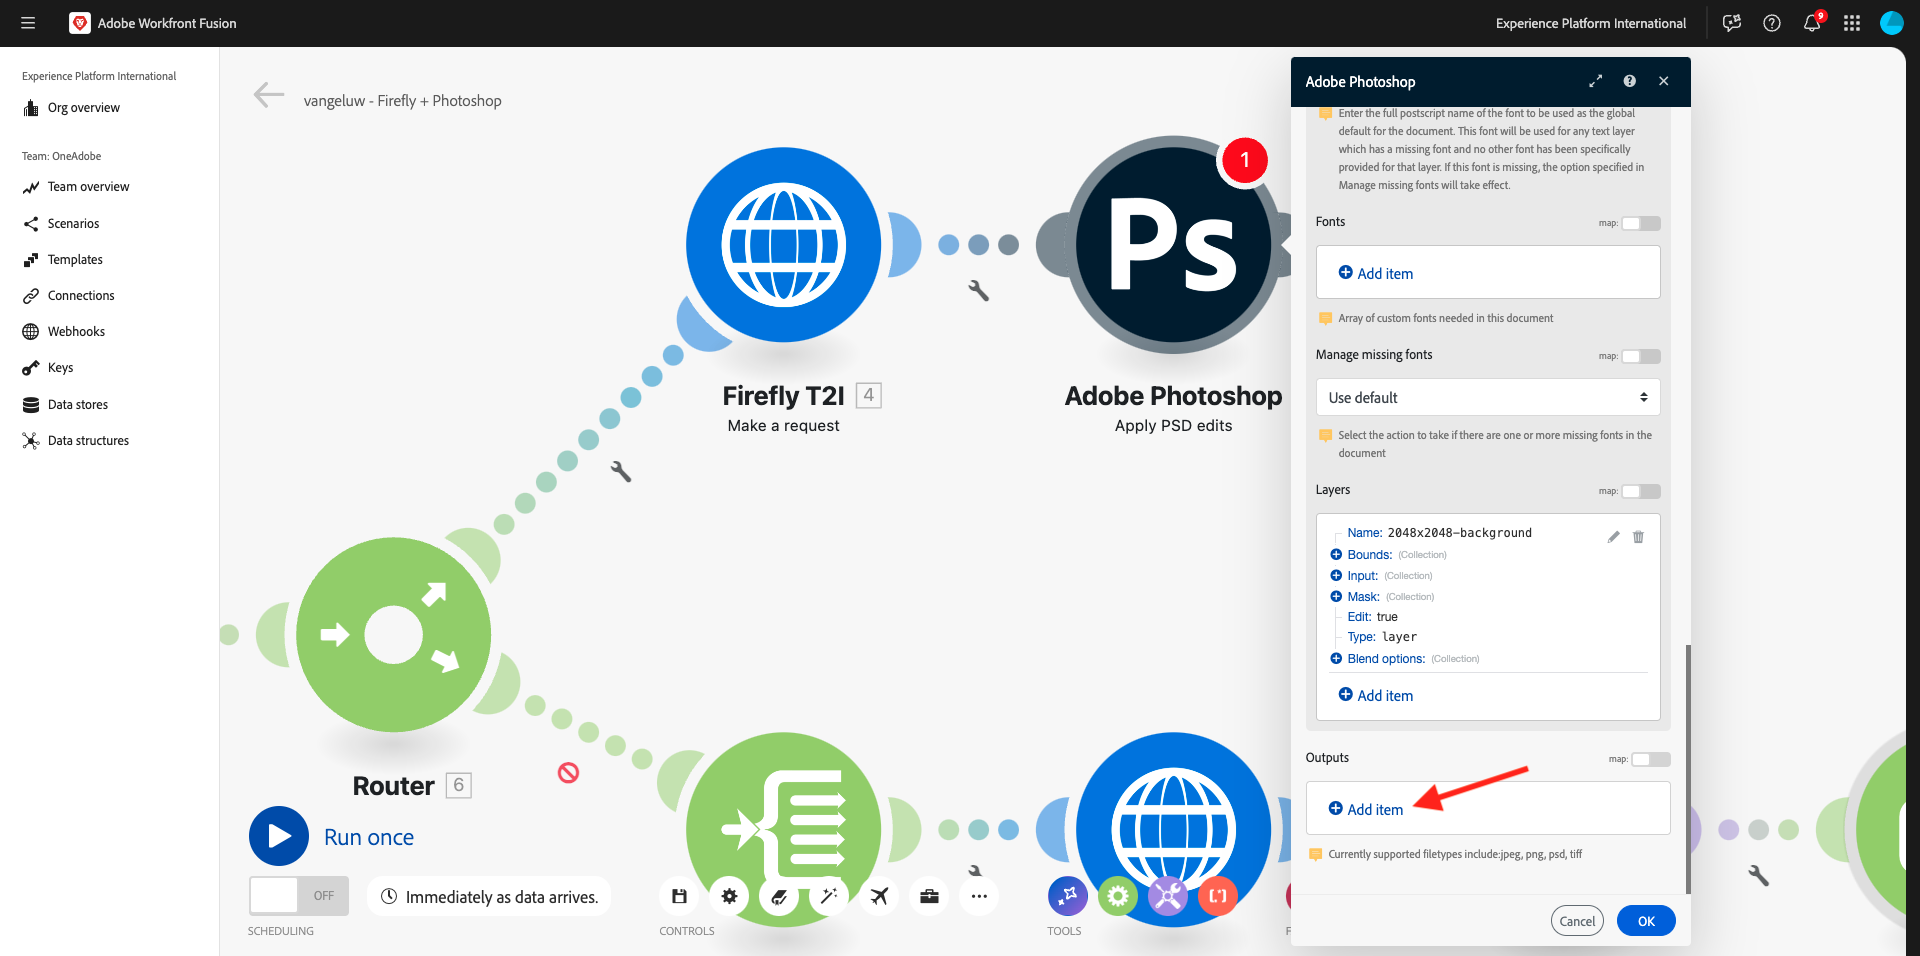 Adobe Workfront Fusion
Experience Platform International
9
Experience Platform International
Org overview
Team: OneAdobe
Team overview
Scenarios
Templates
Connections
Webhooks
Keys
Data stores
Data structures
vangeluw - Firefly + Photoshop
Firefly T2I 4
Make a request
1
Ps
Adobe Photoshop
Apply PSD edits
Router 6
Run once
OFF
Immediately as data arrives.
SCHEDULING
CONTROLS
TOOLS
F
Adobe Photoshop
Enter the full postscript name of the font to be used as the global
default for the document. This font will be used for any text layer
which has a missing font and no other font has been specifically
provided for that layer. If this font is missing, the option specified in
Manage missing fonts will take effect.
Fonts
map:
Add item
Array of custom fonts needed in this document
Manage missing fonts
map:
Use default
Select the action to take if there are one or more missing fonts in the
document
Layers
map:
Name: 2048x2048-background
Bounds: (Collection)
Input: (Collection)
Mask: (Collection)
Edit: true
Type: layer
Blend options: (Collection)
Add item
Outputs
map:
Add item
Currently supported filetypes include:jpeg, png, psd, tiff
Cancel
OK